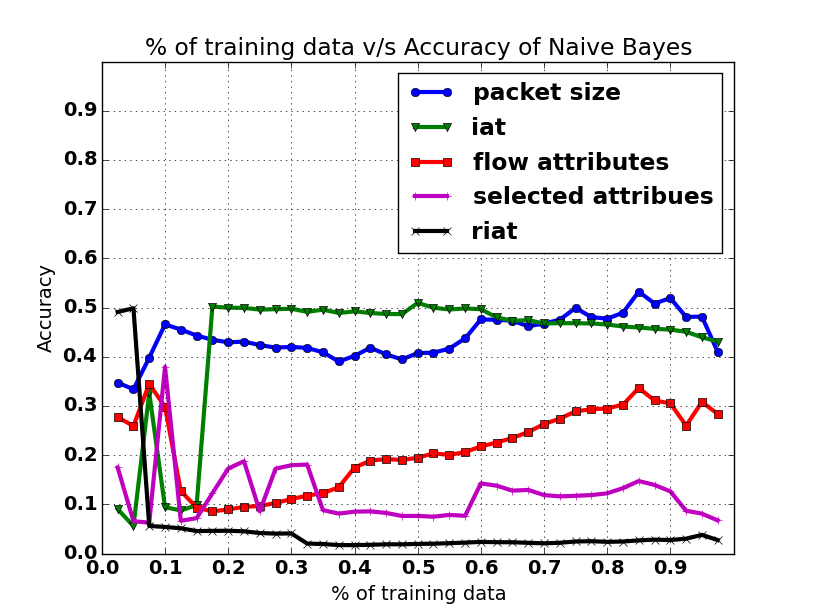 % of training data v/s Accuracy of Naive Bayes
packet size
iat
flow attributes
selected attribues
riat
Accuracy
0.9
0.8
0.7
0.6
0.5
0.4
0.3
0.2
0.1
0.0
0.0 0.1 0.2 0.3 0.4 0.5 0.6 0.7 0.8 0.9
% of training data